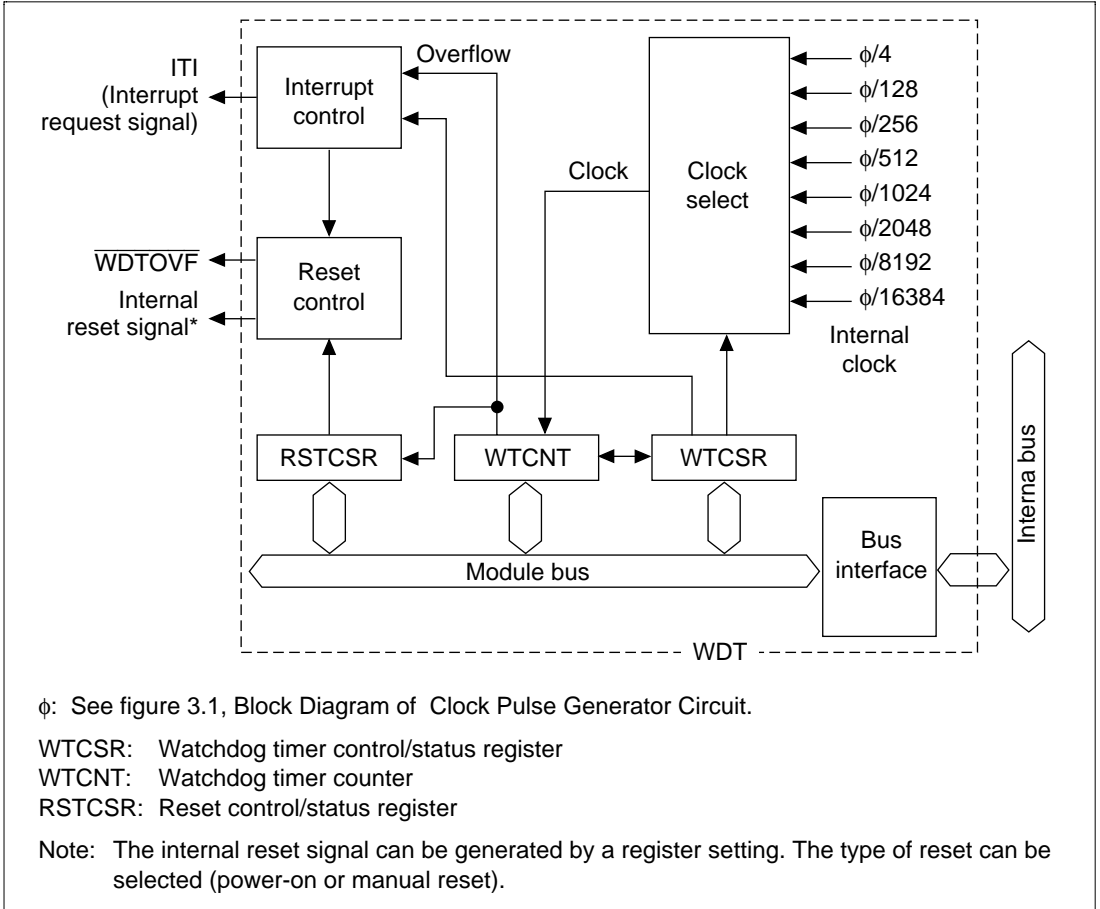 ITI
(Interrupt
request signal)
Interrupt
control
Overflow
WDTOVF
Internal
reset signal*
Reset
control
Clock
Clock
select
ϕ/4
ϕ/128
ϕ/256
ϕ/512
ϕ/1024
ϕ/2048
ϕ/8192
ϕ/16384
Internal
clock
RSTCSR
WTCNT
WTCSR
Module bus
Bus
interface
Interna bus
WDT
ϕ: See figure 3.1, Block Diagram of Clock Pulse Generator Circuit.
WTCSR: Watchdog timer control/status register
WTCNT: Watchdog timer counter
RSTCSR: Reset control/status register
Note: The internal reset signal can be generated by a register setting. The type of reset can be
selected (power-on or manual reset).